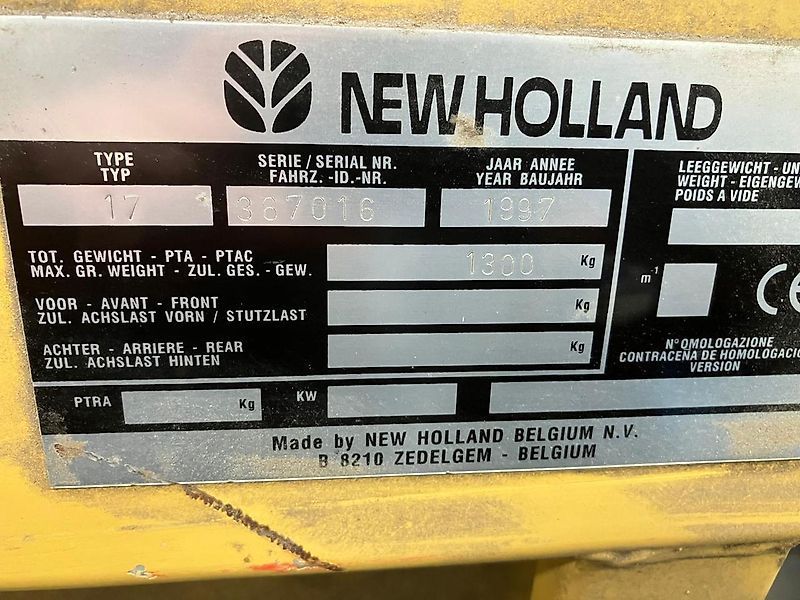 NEW HOLLAND
TYPE
TYP
17
SERIE / SERIAL NR.
FAHRZ. -ID.-NR.
367016
JAAR ANNEE
YEAR BAUJAHR
1997
LEEGGEWICHT - UN
WEIGHT - EIGENGEW
POIDS A VIDE
TOT. GEWICHT - PTA - PTAC
MAX. GR. WEIGHT - ZUL. GES. - GEW.
1300 Kg
VOOR - AVANT - FRONT
ZUL. ACHSLAST VORN / STUTZLAST
Kg
ACHTER - ARRIERE - REAR
ZUL. ACHSLAST HINTEN
Kg
m-1
CE
N° OMOLOGAZIONE
CONTRACENA DE HOMOLOGACIO
VERSION
PTRA Kg
KW
Made by NEW HOLLAND BELGIUM N.V.
B 8210 ZEDELGEM - BELGIUM